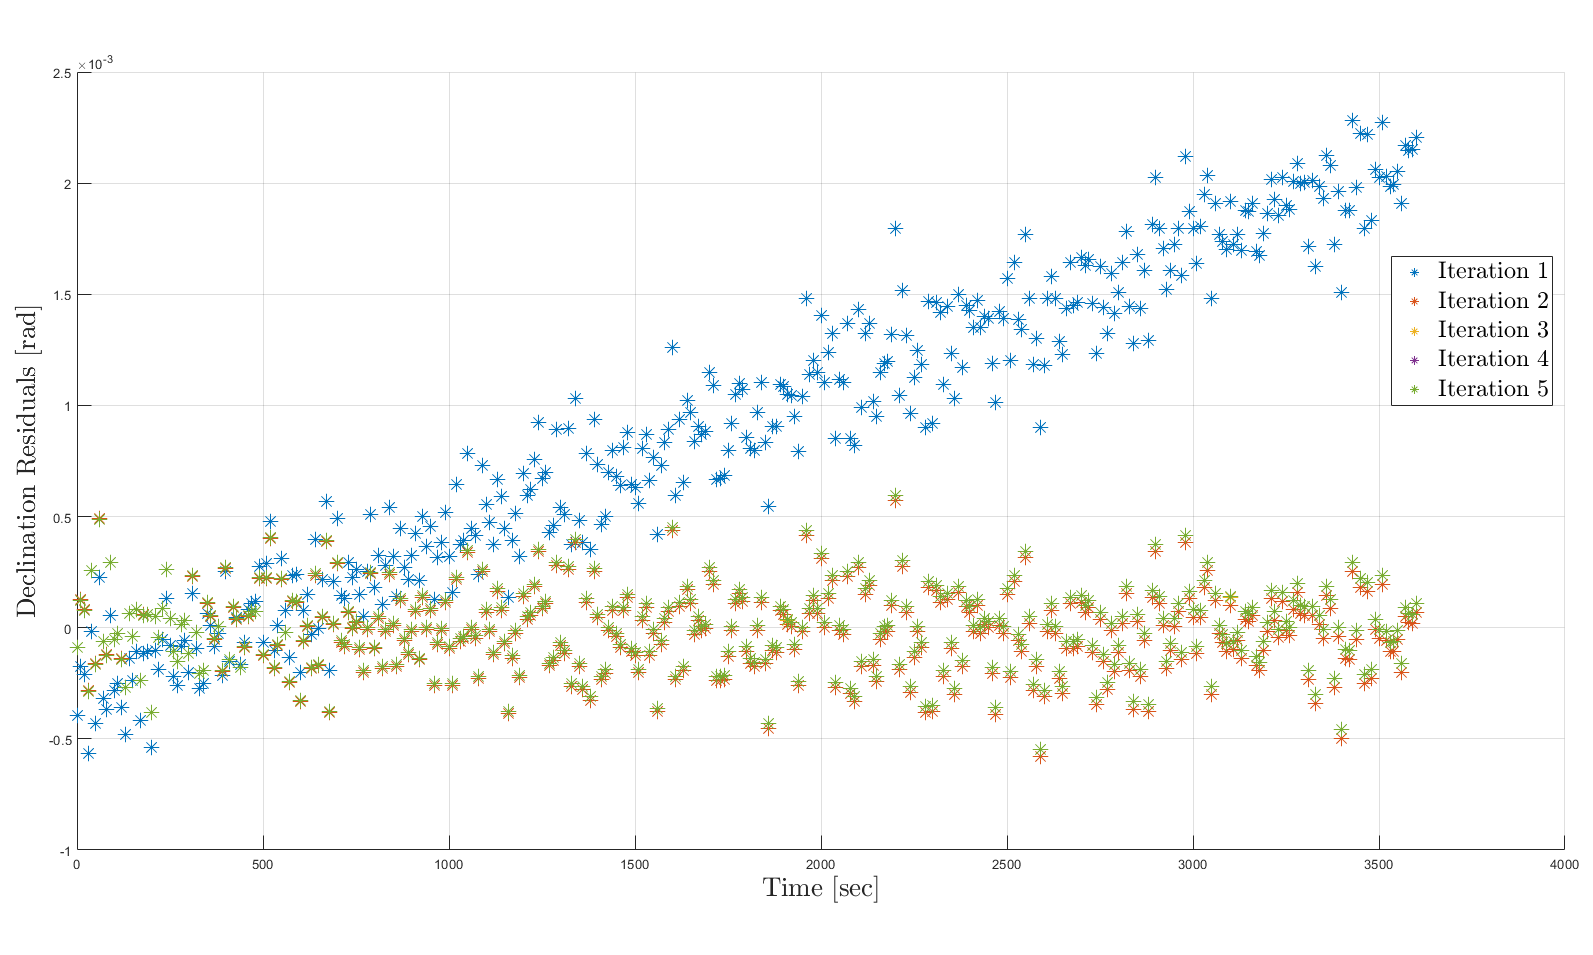 ×10-3
2.5
2
1.5
1
0.5
0
-0.5
-1
0 500 1000 1500 2000 2500 3000 3500 4000
Declination Residuals [rad]
Time [sec]
Iteration 1
Iteration 2
Iteration 3
Iteration 4
Iteration 5